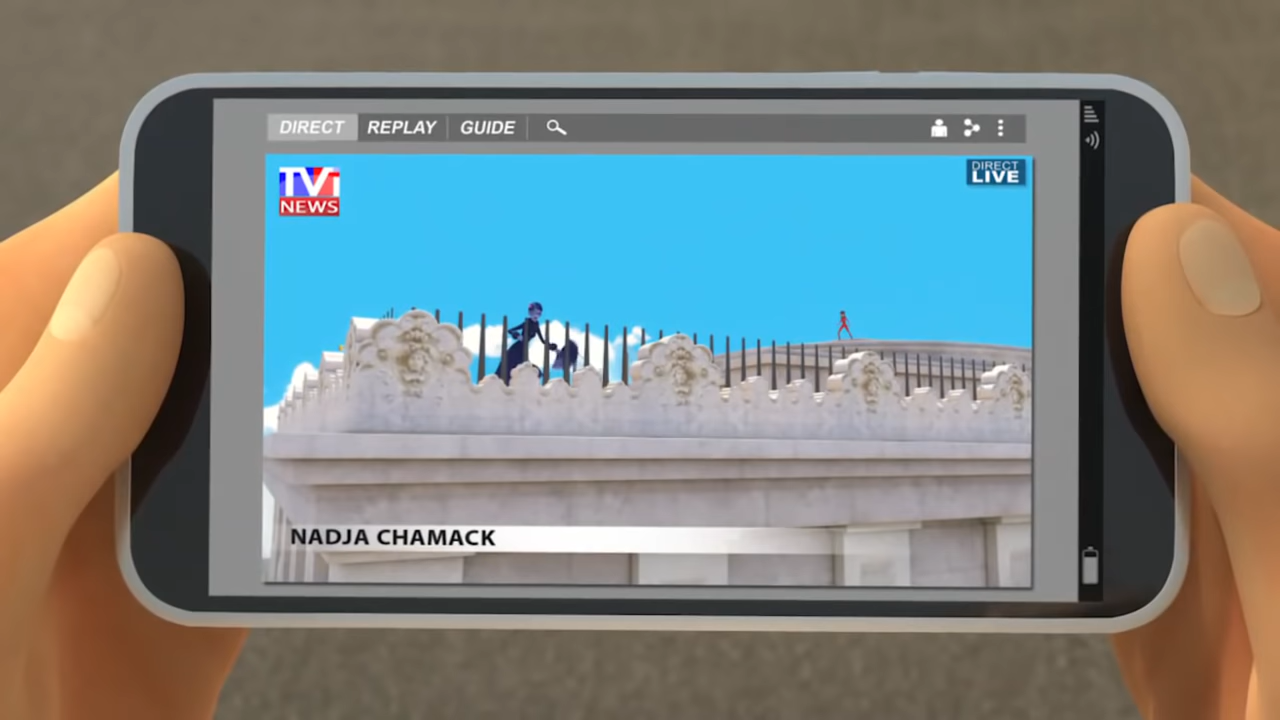 DIRECT REPLAY GUIDE
TVi
NEWS
DIRECT
LIVE
NADJA CHAMACK